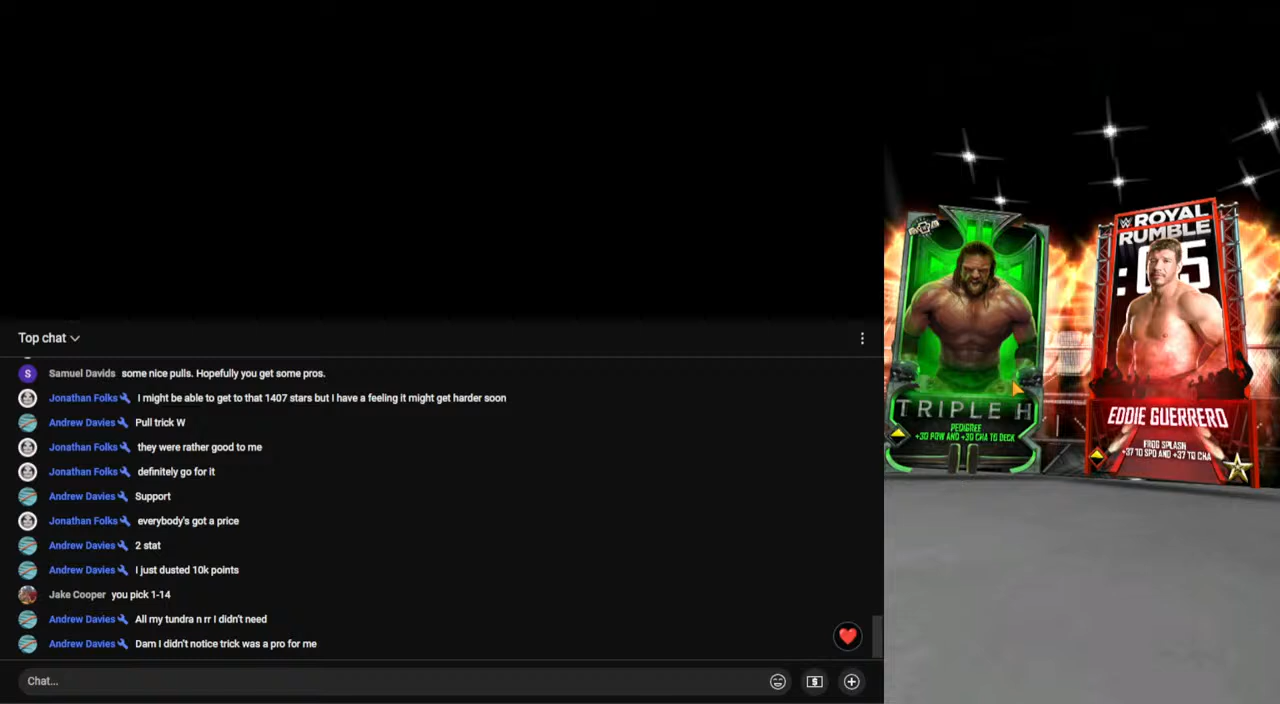 Top chat
Samuel Davids some nice pulls. Hopefully you get some pros.
Jonathan Folks I might be able to get to that 1407 stars but I have a feeling it might get harder soon
Andrew Davies Pull trick W
Jonathan Folks they were rather good to me
Jonathan Folks definitely go for it
Andrew Davies Support
Jonathan Folks everybody's got a price
Andrew Davies 2 stat
Andrew Davies I just dusted 10k points
Jake Cooper you pick 1-14
Andrew Davies All my tundra n rr I didn't need
Andrew Davies Dam I didn't notice trick was a pro for me
Chat...
S
TRIPLE H
PEDIGREE
+30 POW AND +30 CHA TO DECK
ROYAL
RUMBLE
:05
EDDIE GUERRERO
FROG SPLASH
+37 TO SPD AND +37 TO CHA